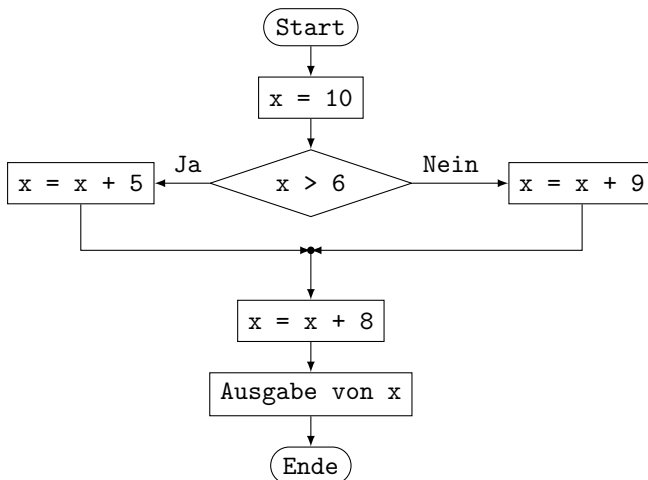 Start
x = 10
Ja
Nein
x = x + 5
x > 6
x = x + 9
x = x + 8
Ausgabe von x
Ende